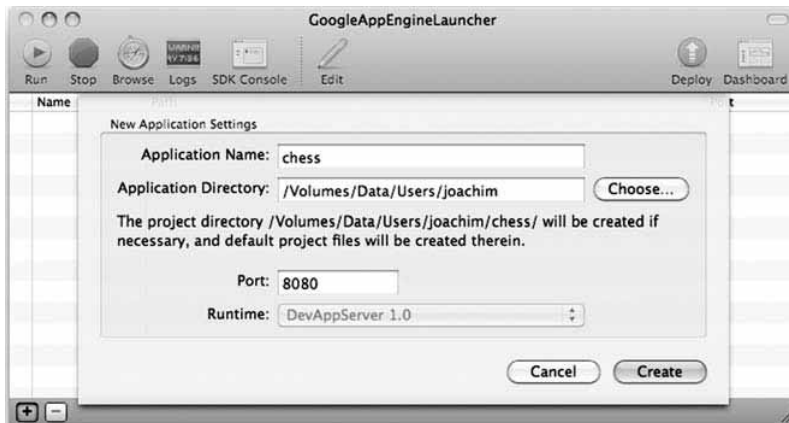 GoogleAppEngineLauncher
Run Stop Browse Logs SDK Console Edit Deploy Dashboard
Name Path
New Application Settings
Application Name: chess
Application Directory: /Volumes/Data/Users/joachim Choose...
The project directory /Volumes/Data/Users/joachim/chess/ will be created if
necessary, and default project files will be created therein.
Port: 8080
Runtime: DevAppServer 1.0
Cancel Create